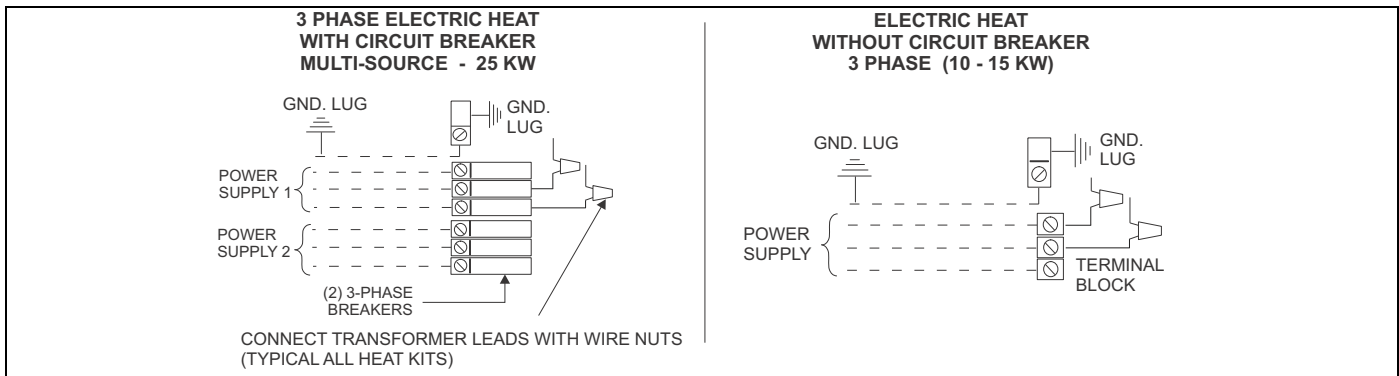 3 PHASE ELECTRIC HEAT
WITH CIRCUIT BREAKER
MULTI-SOURCE - 25 KW
GND. LUG
GND.
LUG
POWER
SUPPLY 1
POWER
SUPPLY 2
(2) 3-PHASE
BREAKERS
CONNECT TRANSFORMER LEADS WITH WIRE NUTS
(TYPICAL ALL HEAT KITS)
ELECTRIC HEAT
WITHOUT CIRCUIT BREAKER
3 PHASE (10 - 15 KW)
GND. LUG
GND.
LUG
POWER
SUPPLY
TERMINAL
BLOCK